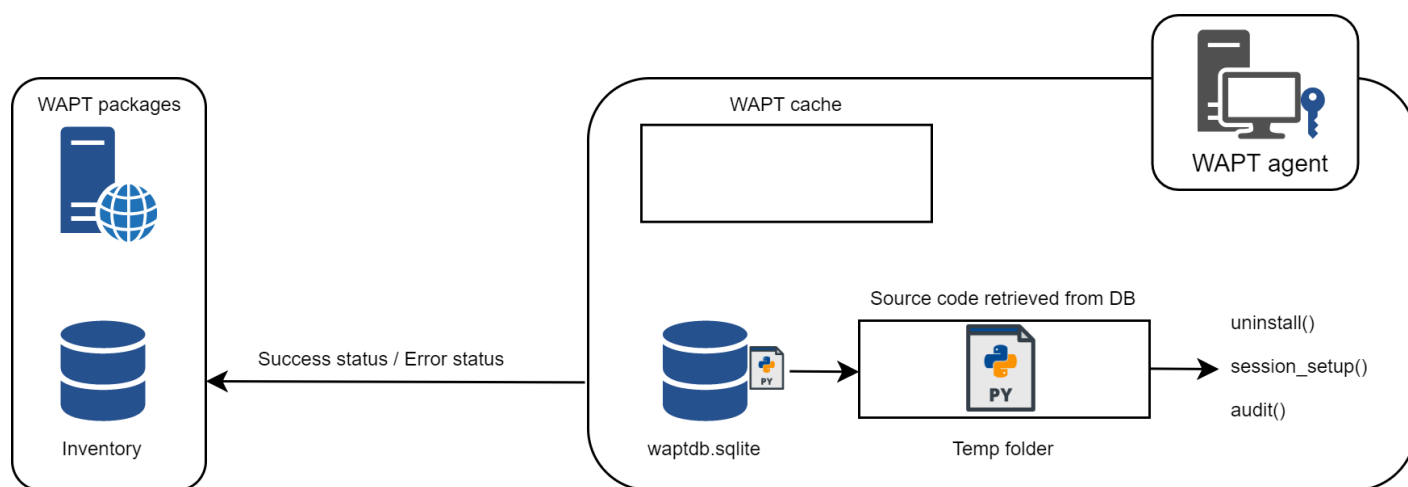 WAPT packages
WAPT cache
WAPT agent
Source code retrieved from DB
uninstall()
Success status / Error status
PY
PY
session_setup()
audit()
Inventory
waptdb.sqlite
Temp folder